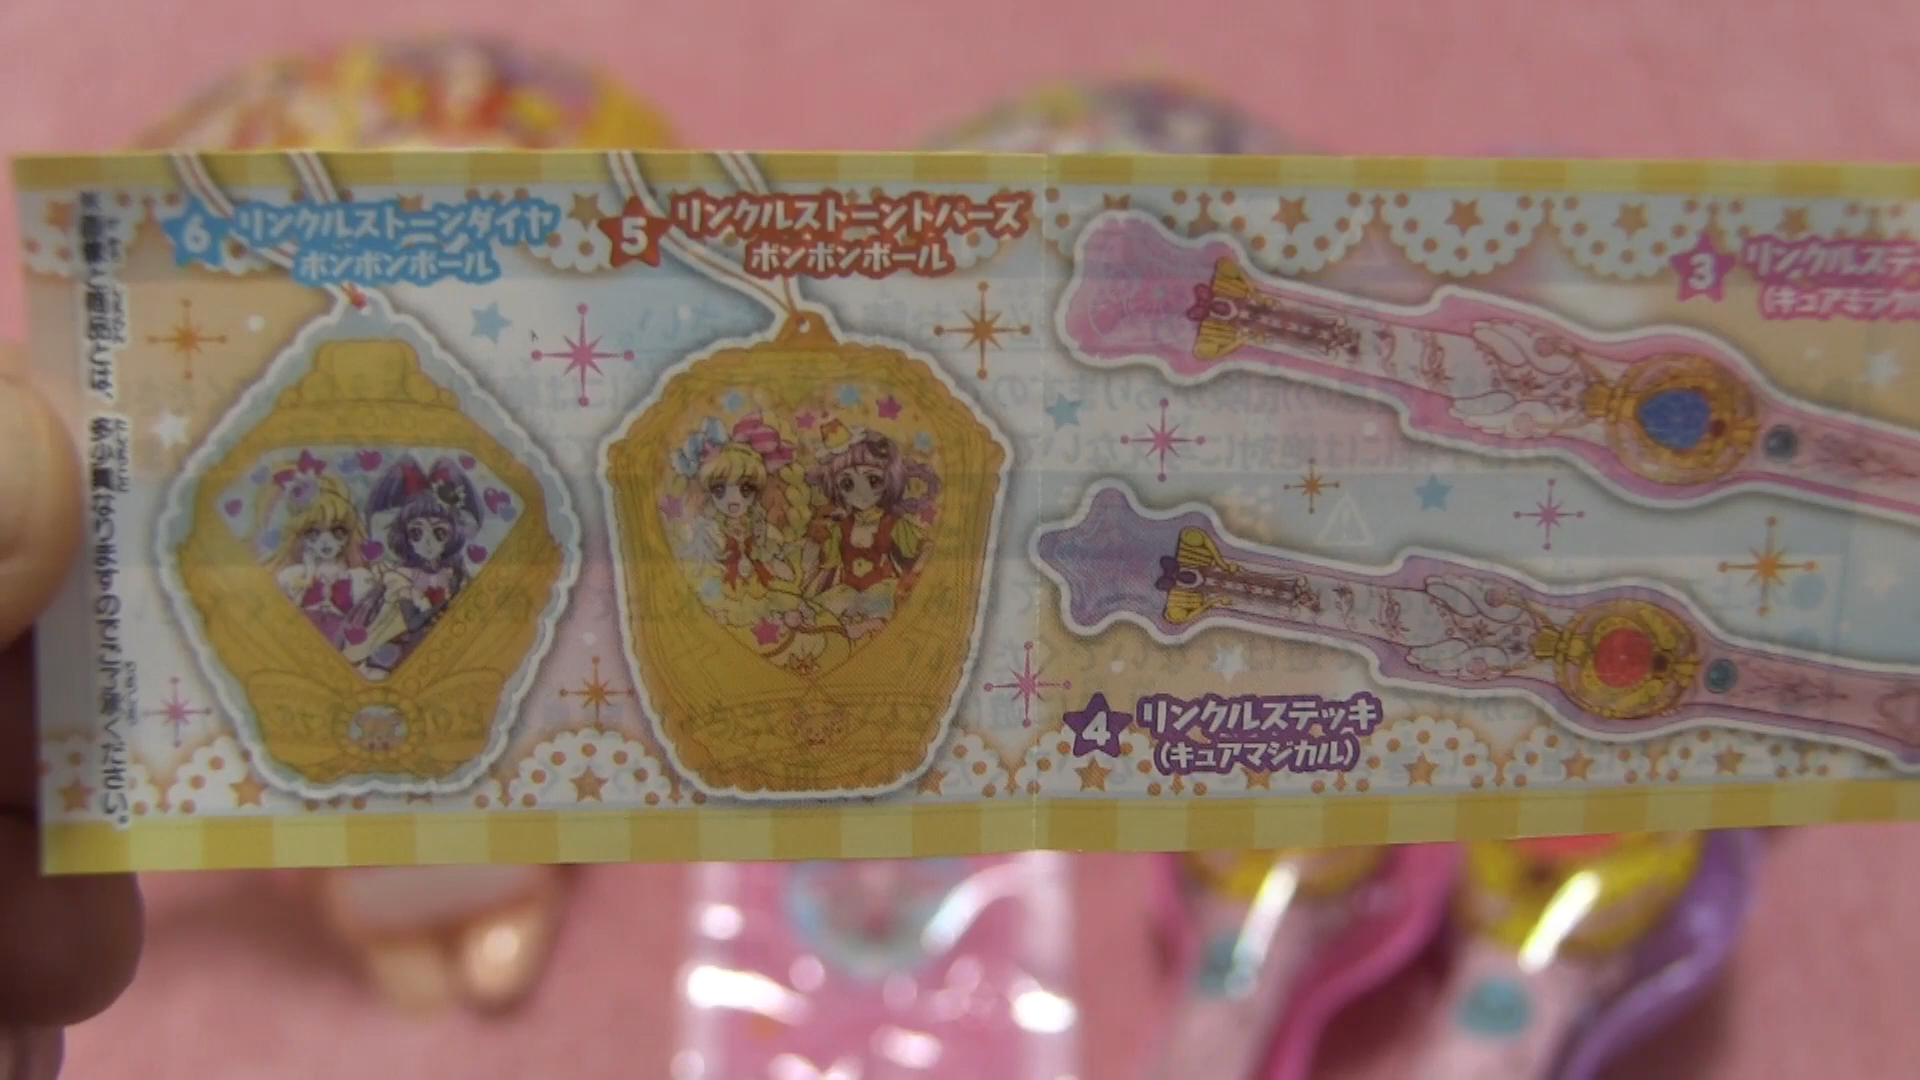 6 リンクルストーンダイヤ
ポンポンボール
5 リンクルストーントパーズ
ポンポンボール
3 リンクルステ
(キュアミラク
4 リンクルステッキ
(キュアマジカル)
※画像と商品とは、多少異なりますのでご了承ください。